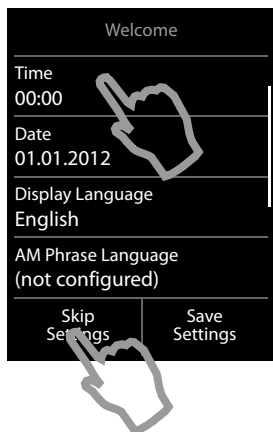 Welcome
Time
00:00
Date
01.01.2012
Display Language
English
AM Phrase Language
(not configured)
Skip
Settings
Save
Settings